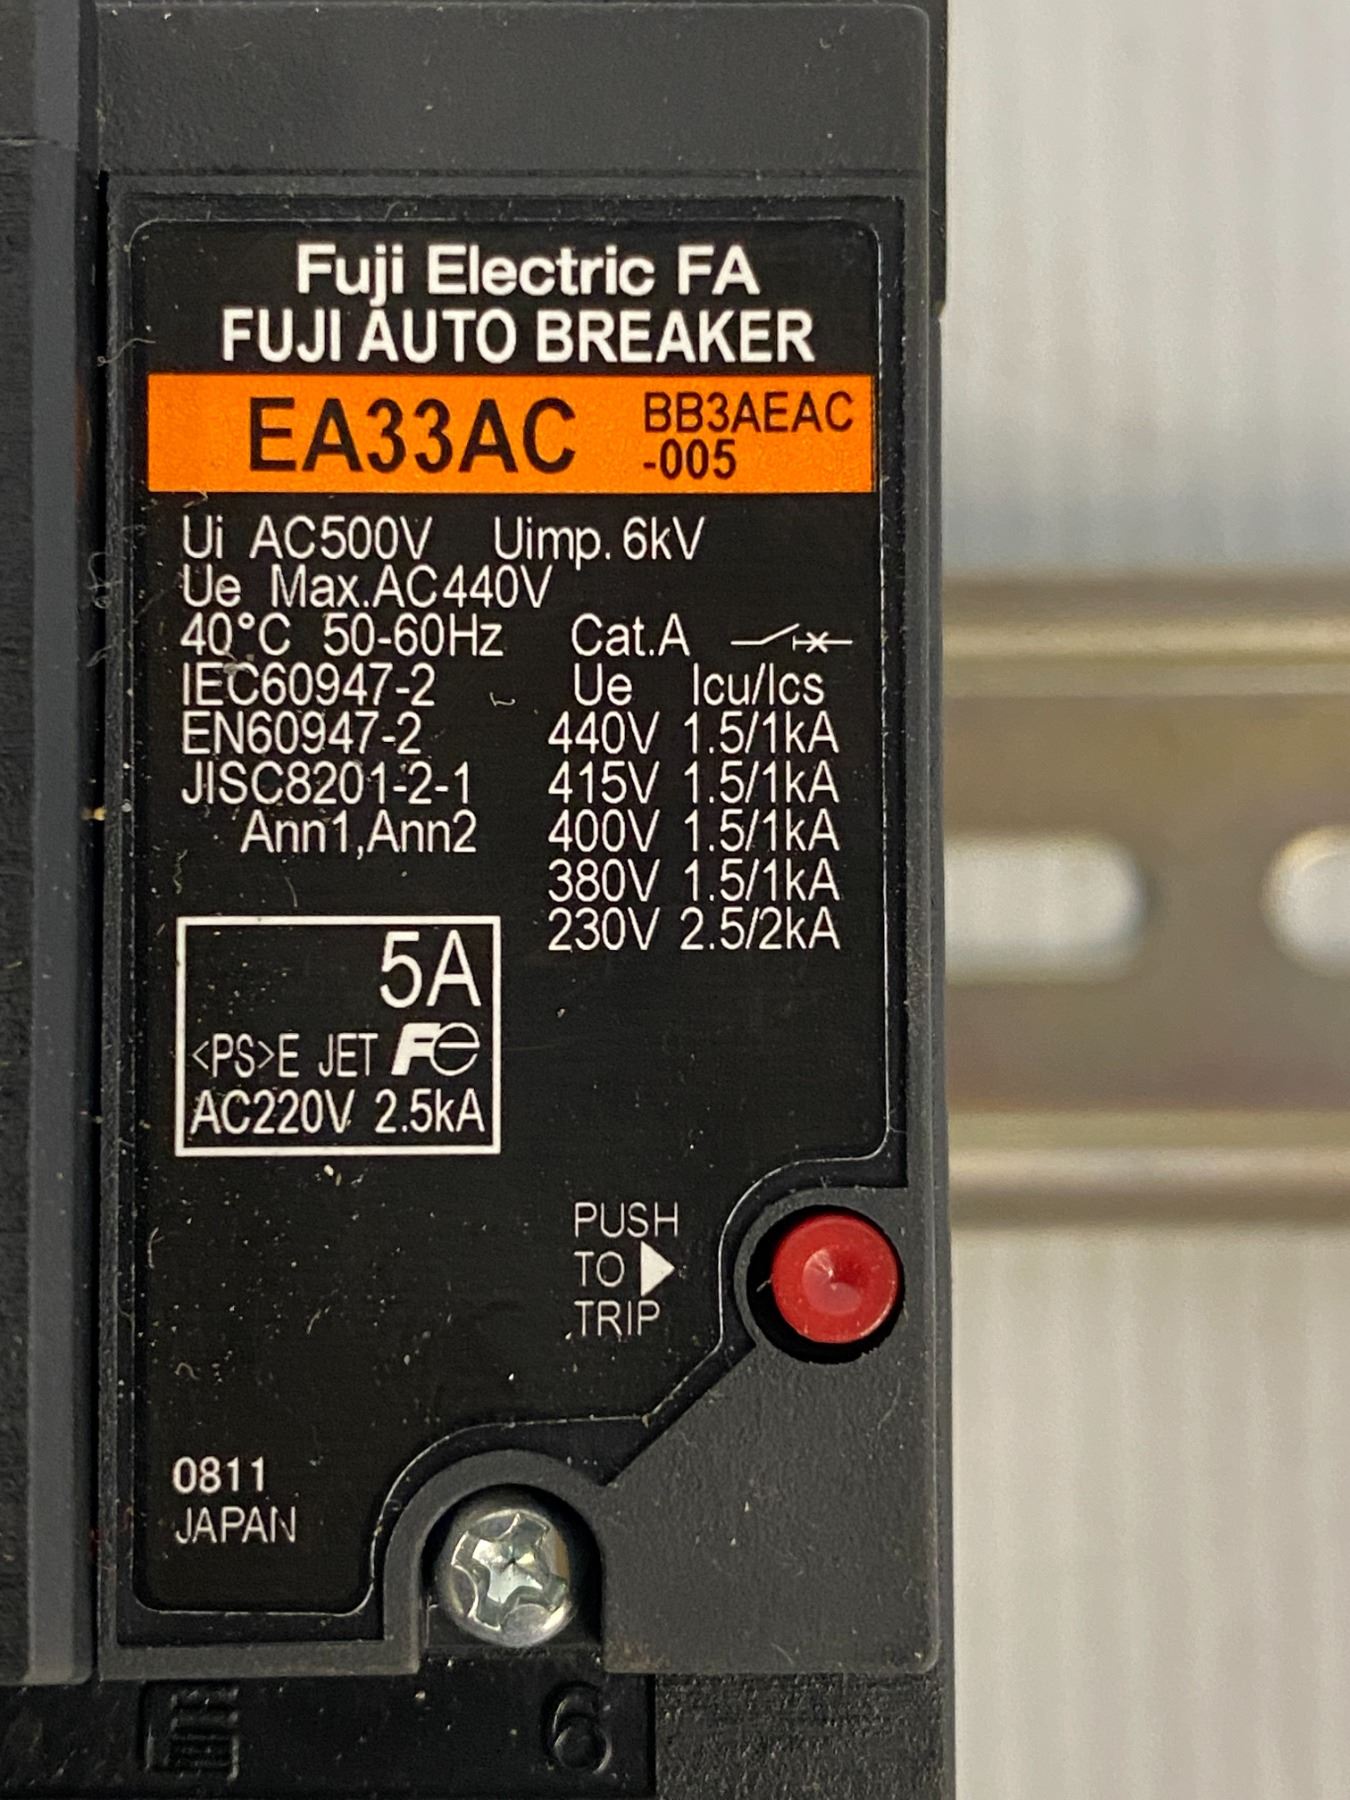 Fuji Electric FA
FUJI AUTO BREAKER
EA33AC BB3AEAC
-005
Ui AC500V Uimp. 6kV
Ue Max.AC440V
40°C 50-60Hz Cat.A
IEC60947-2 Ue Icu/Ics
EN60947-2 440V 1.5/1kA
JISC8201-2-1 415V 1.5/1kA
Ann1,Ann2 400V 1.5/1kA
380V 1.5/1kA
230V 2.5/2kA
5A
<PS>E JET Fe
AC220V 2.5kA
PUSH
TO
TRIP
0811
JAPAN
6